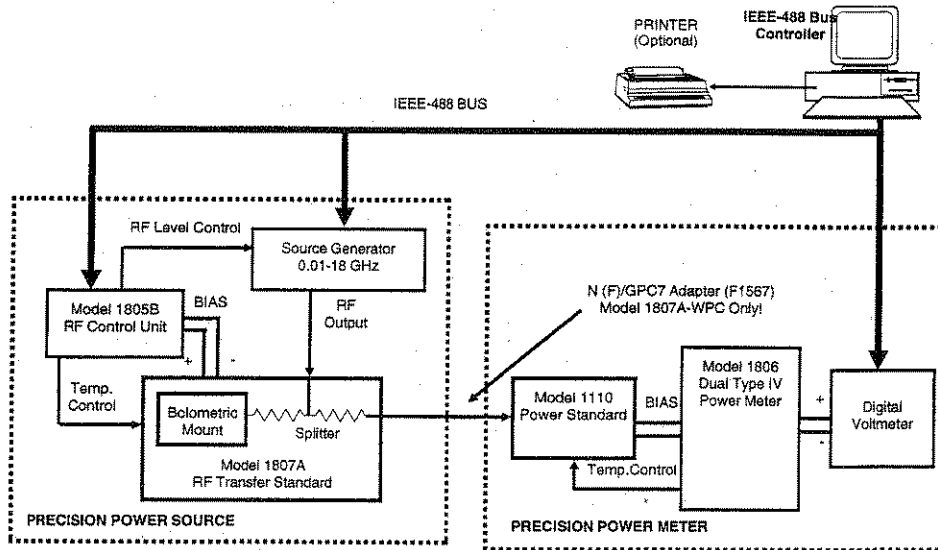 PRINTER
(Optional)
IEEE-488 Bus
Controller
IEEE-488 BUS
RF Level Control
Source Generator
0.01-18 GHz
Model 1805B
RF Control Unit
BIAS
+
-
RF
Output
Temp.
Control
Bolometric
Mount
Splitter
Model 1807A
RF Transfer Standard
PRECISION POWER SOURCE
N (F)/GPC7 Adapter (F1567)
Model 1807A-WPC Only!
Model 1110
Power Standard
BIAS
Temp.Control
Model 1806
Dual Type IV
Power Meter
+
-
Digital
Voltmeter
PRECISION POWER METER